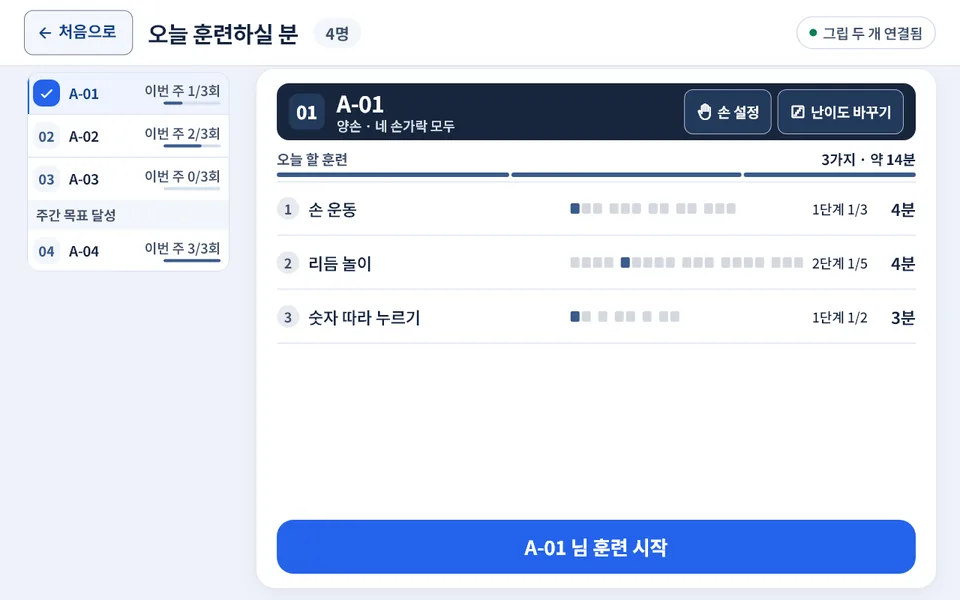 ← 처음으로
오늘 훈련하실 분
4명
그립 두 개 연결됨
A-01 이번 주 1/3회
02 A-02 이번 주 2/3회
03 A-03 이번 주 0/3회
주간 목표 달성
04 A-04 이번 주 3/3회
01 A-01
양손 · 네 손가락 모두
손 설정
난이도 바꾸기
오늘 할 훈련 3가지 · 약 14분
1 손 운동 1단계 1/3 4분
2 리듬 놀이 2단계 1/5 4분
3 숫자 따라 누르기 1단계 1/2 3분
A-01 님 훈련 시작